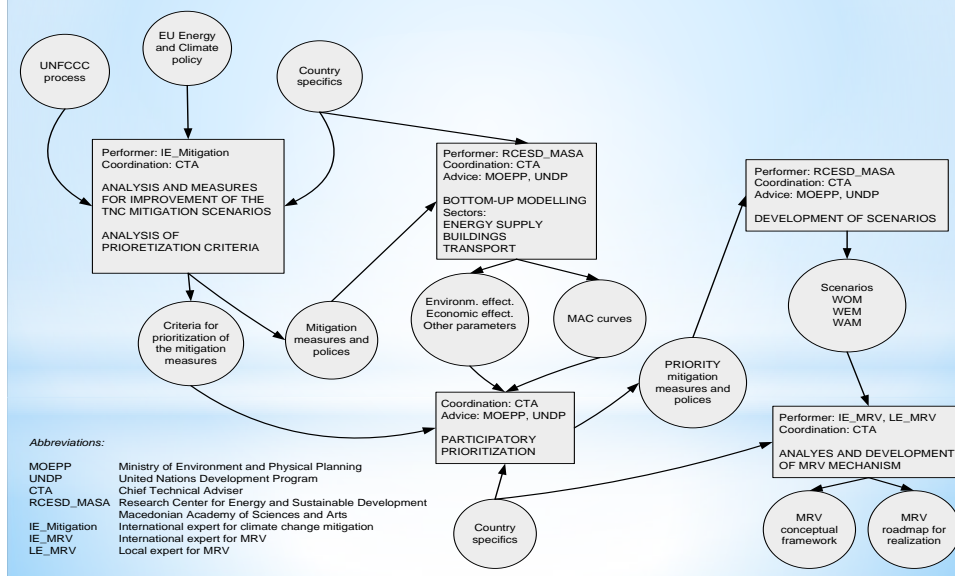 UNFCCC
process
EU Energy
and Climate
policy
Country
specifics
Performer: IE_Mitigation
Coordination: CTA
ANALYSIS AND MEASURES
FOR IMPROVEMENT OF THE
TNC MITIGATION SCENARIOS
ANALYSIS OF
PRIORETIZATION CRITERIA
Performer: RCESD_MASA
Coordination: CTA
Advice: MOEPP, UNDP
BOTTOM-UP MODELLING
Sectors:
ENERGY SUPPLY
BUILDINGS
TRANSPORT
Performer: RCESD_MASA
Coordination: CTA
Advice: MOEPP, UNDP
DEVELOPMENT OF SCENARIOS
Criteria for
prioritization of
the mitigation
measures
Mitigation
measures and
polices
Environm. effect.
Economic effect.
Other parameters
MAC curves
Scenarios
WOM
WEM
WAM
PRIORITY
mitigation
measures and
polices
Coordination: CTA
Advice: MOEPP, UNDP
PARTICIPATORY
PRIORITIZATION
Performer: IE_MRV, LE_MRV
Coordination: CTA
ANALYES AND DEVELOPMENT
OF MRV MECHANISM
Country
specifics
MRV
conceptual
framework
MRV
roadmap for
realization
Abbreviations:
MOEPP Ministry of Environment and Physical Planning
UNDP United Nations Development Program
CTA Chief Technical Adviser
RCESD_MASA Research Center for Energy and Sustainable Development
Macedonian Academy of Sciences and Arts
IE_Mitigation International expert for climate change mitigation
IE_MRV International expert for MRV
LE_MRV Local expert for MRV